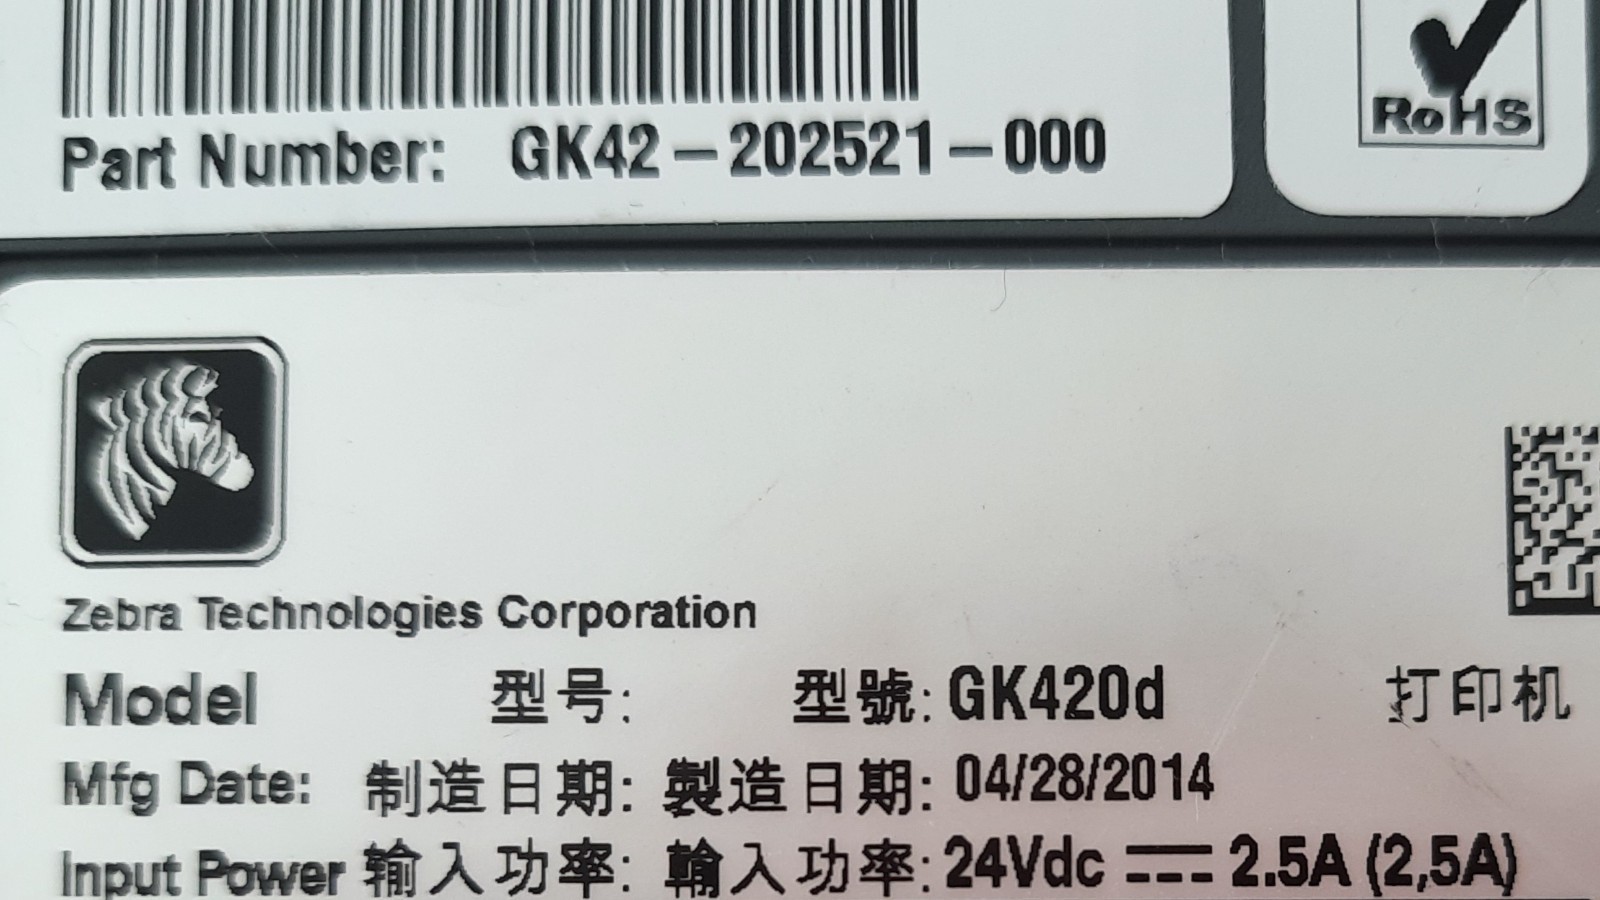 RoHS
Part Number: GK42-202521-000
Zebra Technologies Corporation
Model 型号: 型號: GK420d 打印机
Mfg Date: 制造日期: 製造日期: 04/28/2014
Input Power 输入功率: 輸入功率: 24Vdc ⎓ 2.5A (2,5A)